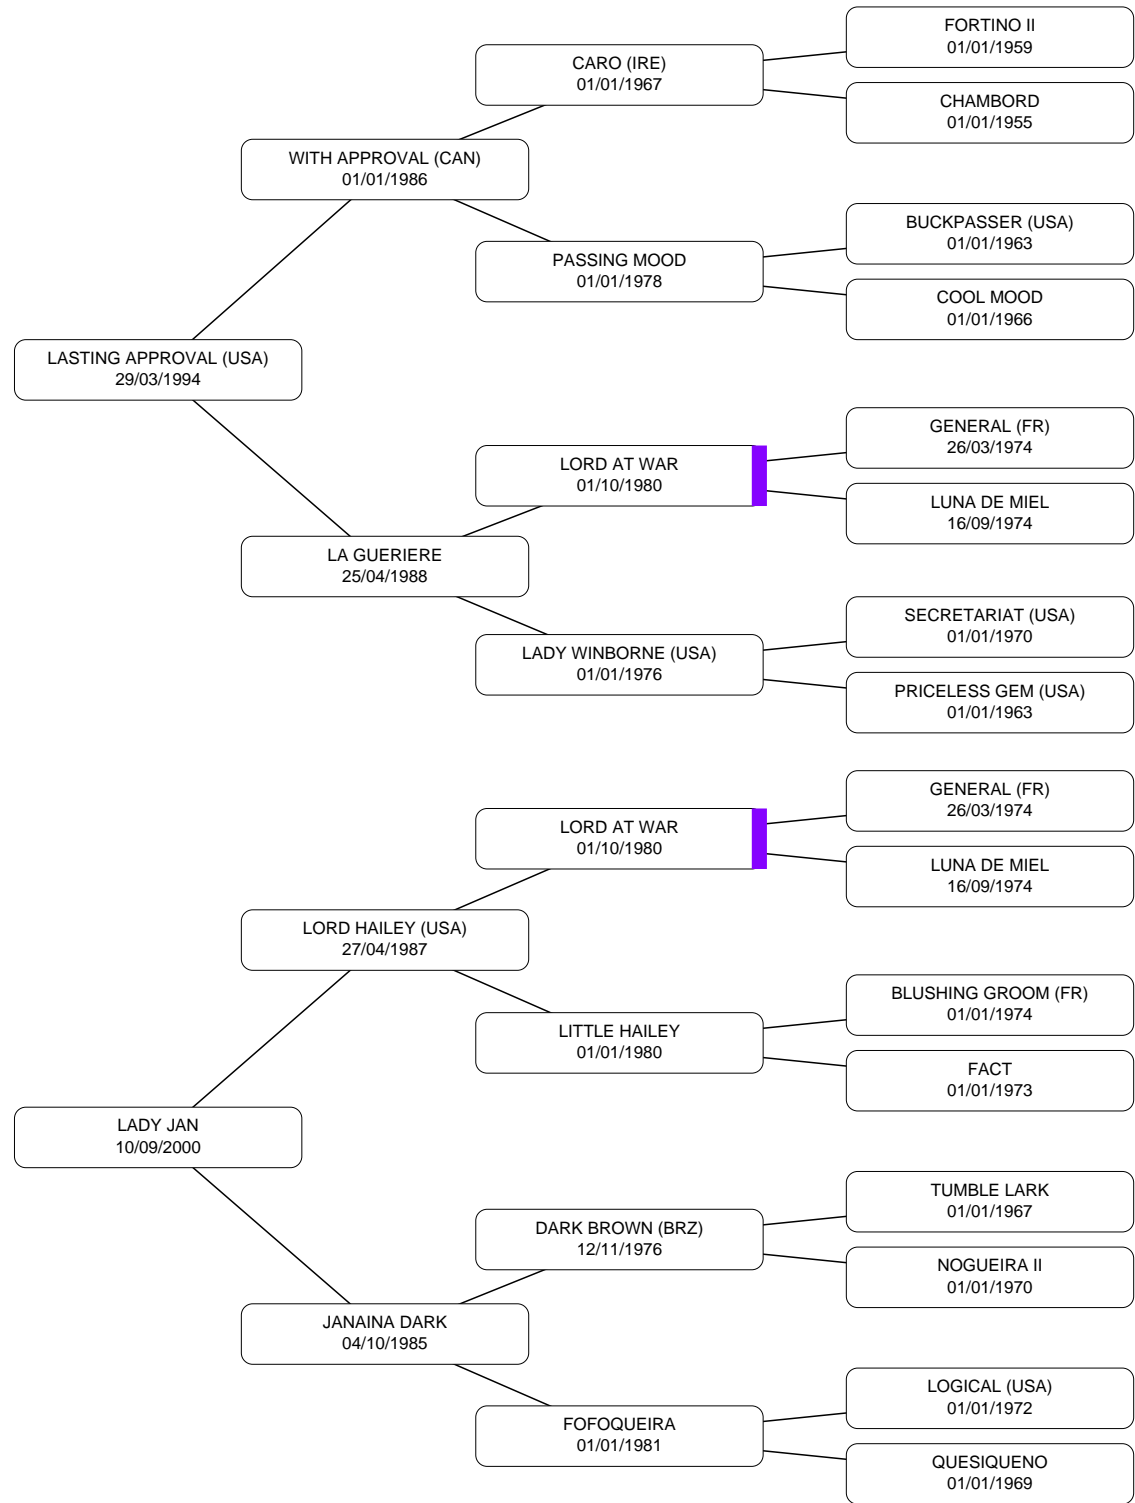 FORTINO II
01/01/1959
CARO (IRE)
01/01/1967
CHAMBORD
01/01/1955
WITH APPROVAL (CAN)
01/01/1986
BUCKPASSER (USA)
01/01/1963
PASSING MOOD
01/01/1978
COOL MOOD
01/01/1966
LASTING APPROVAL (USA)
29/03/1994
GENERAL (FR)
26/03/1974
LORD AT WAR
01/10/1980
LUNA DE MIEL
16/09/1974
LA GUERIERE
25/04/1988
SECRETARIAT (USA)
01/01/1970
LADY WINBORNE (USA)
01/01/1976
PRICELESS GEM (USA)
01/01/1963
GENERAL (FR)
26/03/1974
LORD AT WAR
01/10/1980
LUNA DE MIEL
16/09/1974
LORD HAILEY (USA)
27/04/1987
BLUSHING GROOM (FR)
01/01/1974
LITTLE HAILEY
01/01/1980
FACT
01/01/1973
LADY JAN
10/09/2000
TUMBLE LARK
01/01/1967
DARK BROWN (BRZ)
12/11/1976
NOGUEIRA II
01/01/1970
JANAINA DARK
04/10/1985
LOGICAL (USA)
01/01/1972
FOFOQUEIRA
01/01/1981
QUESIQUENO
01/01/1969